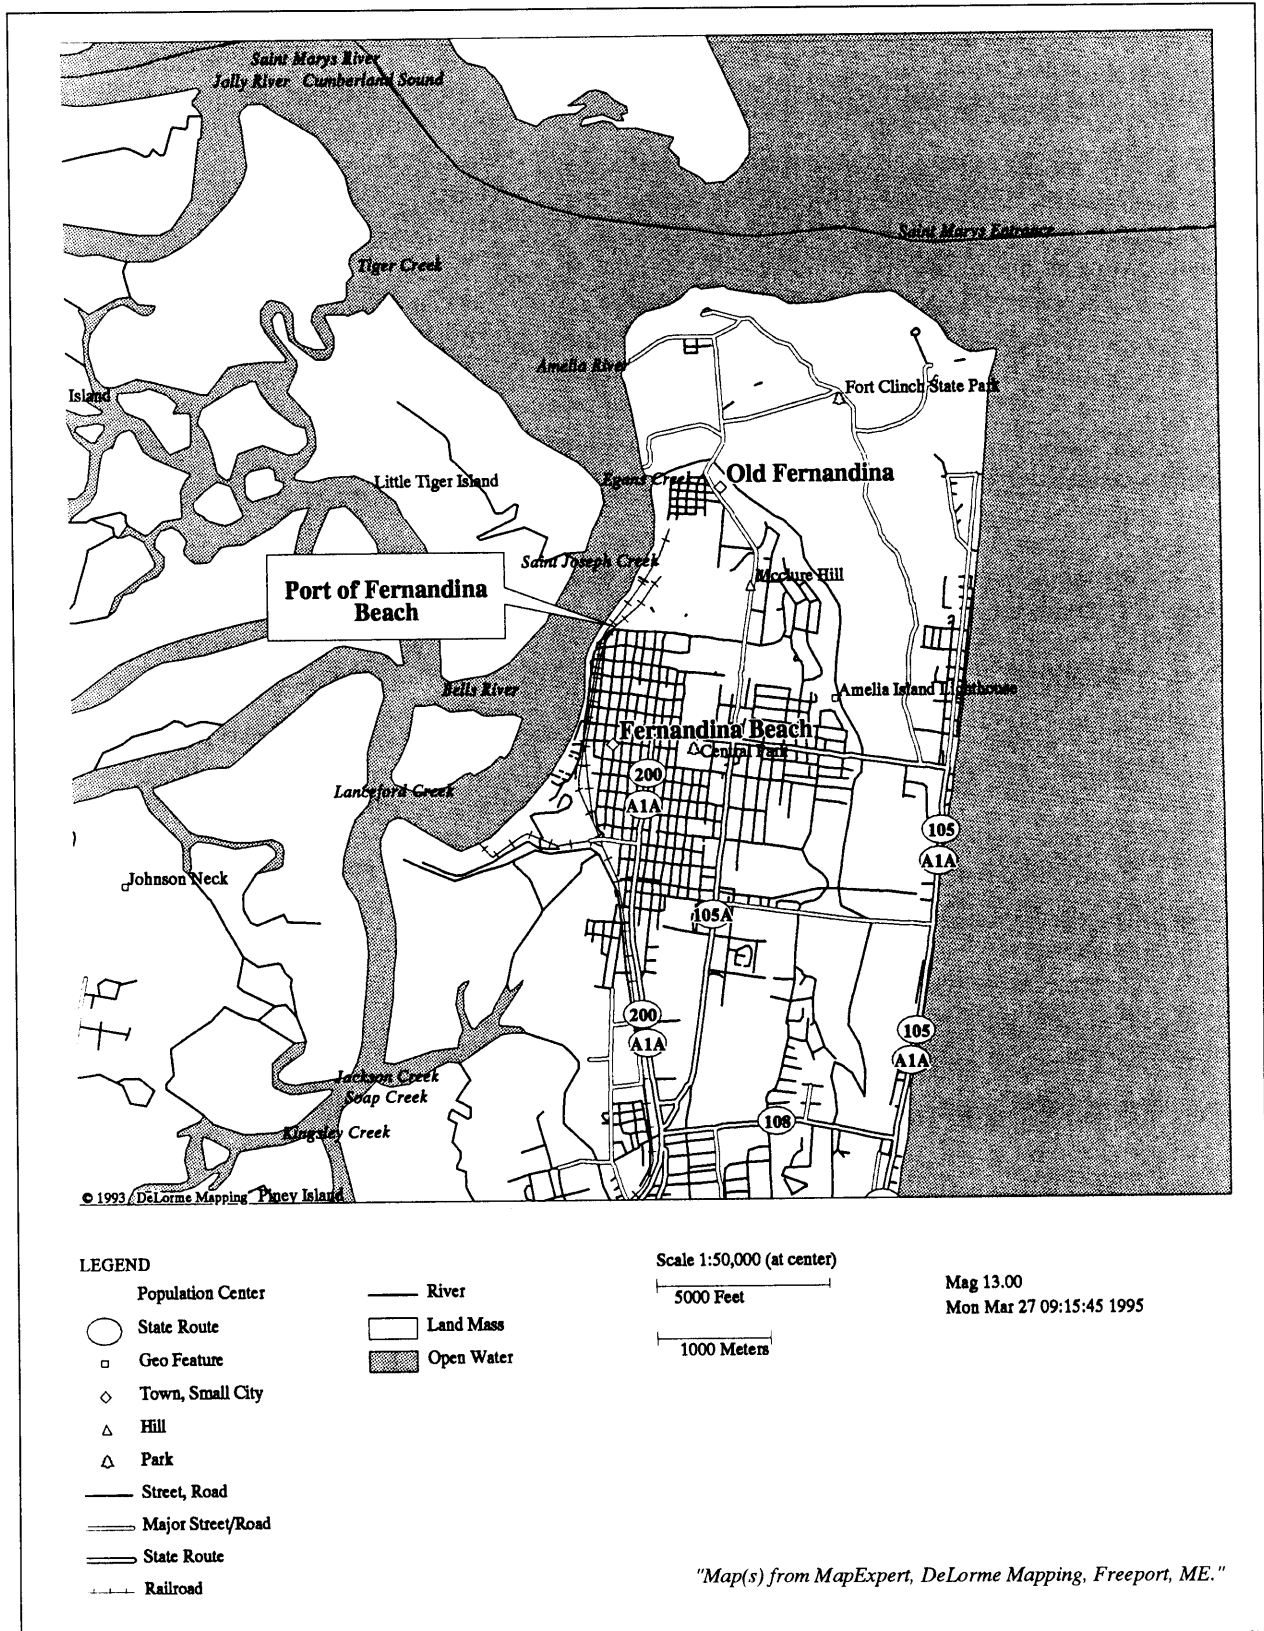 Saint Marys River
Jolly River Cumberland Sound
Saint Marys Entrance
Tiger Creek
Amelia River
Fort Clinch State Park
Island
Egans Creek
Old Fernandina
Little Tiger Island
Saint Joseph Creek
Mcclure Hill
Port of Fernandina
Beach
Bells River
Amelia Island Lighthouse
Fernandina Beach
Central Park
200
A1A
Lanceford Creek
105
A1A
Johnson Neck
105A
200
A1A
105
A1A
Jackson Creek
Soap Creek
108
Kingsley Creek
© 1993 DeLorme Mapping Piney Island
LEGEND
Population Center
State Route
Geo Feature
Town, Small City
Hill
Park
Street, Road
Major Street/Road
State Route
Railroad
River
Land Mass
Open Water
Scale 1:50,000 (at center)
5000 Feet
1000 Meters
Mag 13.00
Mon Mar 27 09:15:45 1995
"Map(s) from MapExpert, DeLorme Mapping, Freeport, ME."